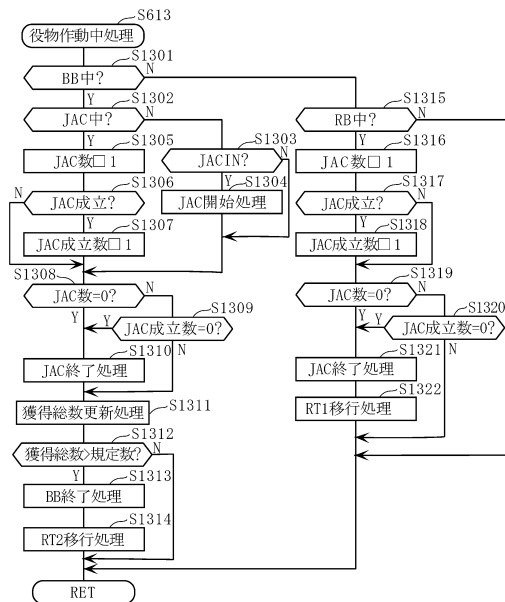 S613
役物作動中処理
S1301
BB中?
N
Y
S1302
JAC中?
N
Y
S1305
JAC数□1
S1303
JACIN?
N
Y
S1304
JAC開始処理
S1306
N
JAC成立?
Y
S1307
JAC成立数□1
S1308
JAC数=0?
N
Y
S1309
Y
JAC成立数=0?
N
S1310
JAC終了処理
S1311
獲得総数更新処理
S1312
獲得総数>規定数?
N
Y
S1313
BB終了処理
S1314
RT2移行処理
RET
S1315
RB中?
N
Y
S1316
JAC数□1
S1317
JAC成立?
N
Y
S1318
JAC成立数□1
S1319
JAC数=0?
N
Y
S1320
Y
JAC成立数=0?
N
S1321
JAC終了処理
S1322
RT1移行処理